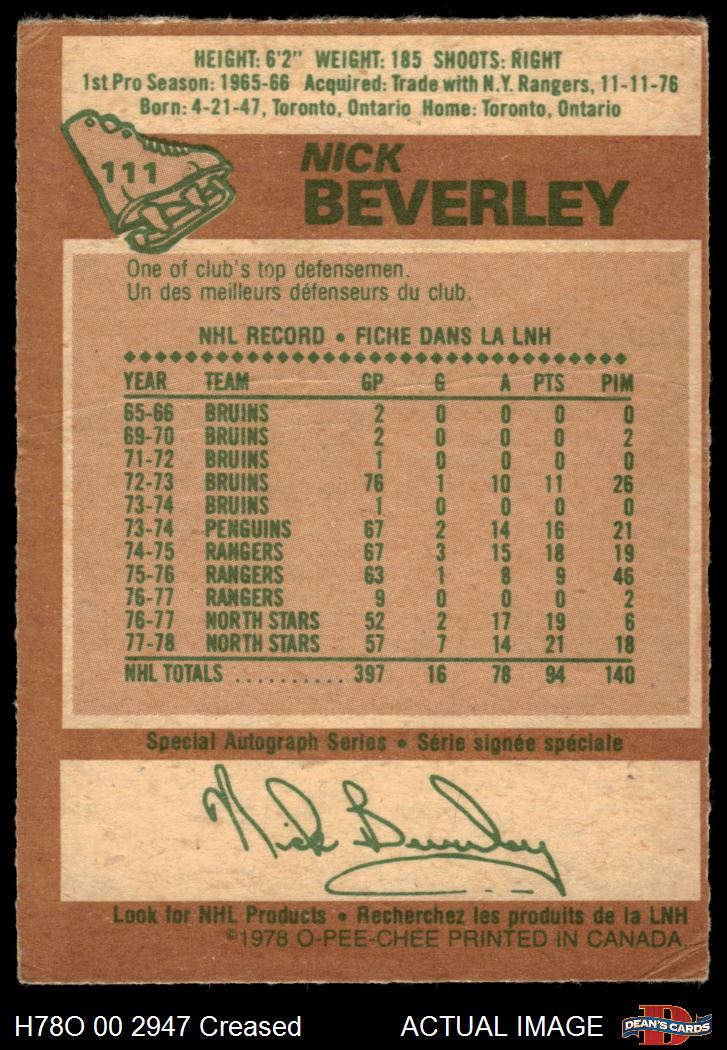 HEIGHT: 6'2" WEIGHT: 185 SHOOTS: RIGHT
1st Pro Season: 1965-66 Acquired: Trade with N.Y. Rangers, 11-11-76
Born: 4-21-47, Toronto, Ontario Home: Toronto, Ontario
111
NICK
BEVERLEY
One of club's top defensemen.
Un des meilleurs défenseurs du club.
NHL RECORD • FICHE DANS LA LNH
YEAR TEAM GP G A PTS PIM
65-66 BRUINS 2 0 0 0 0
69-70 BRUINS 2 0 0 0 2
71-72 BRUINS 1 0 0 0 0
72-73 BRUINS 76 1 10 11 26
73-74 BRUINS 1 0 0 0 0
73-74 PENGUINS 67 2 14 16 21
74-75 RANGERS 67 3 15 18 19
75-76 RANGERS 63 1 8 9 46
76-77 RANGERS 9 0 0 0 2
76-77 NORTH STARS 52 2 17 19 6
77-78 NORTH STARS 57 7 14 21 18
NHL TOTALS .......... 397 16 78 94 140
Special Autograph Series • Série signée spéciale
Nick Beverley
Look for NHL Products • Recherchez les produits de la LNH
©1978 O-PEE-CHEE PRINTED IN CANADA.
H78O 00 2947 Creased ACTUAL IMAGE
D
DEAN'S CARDS